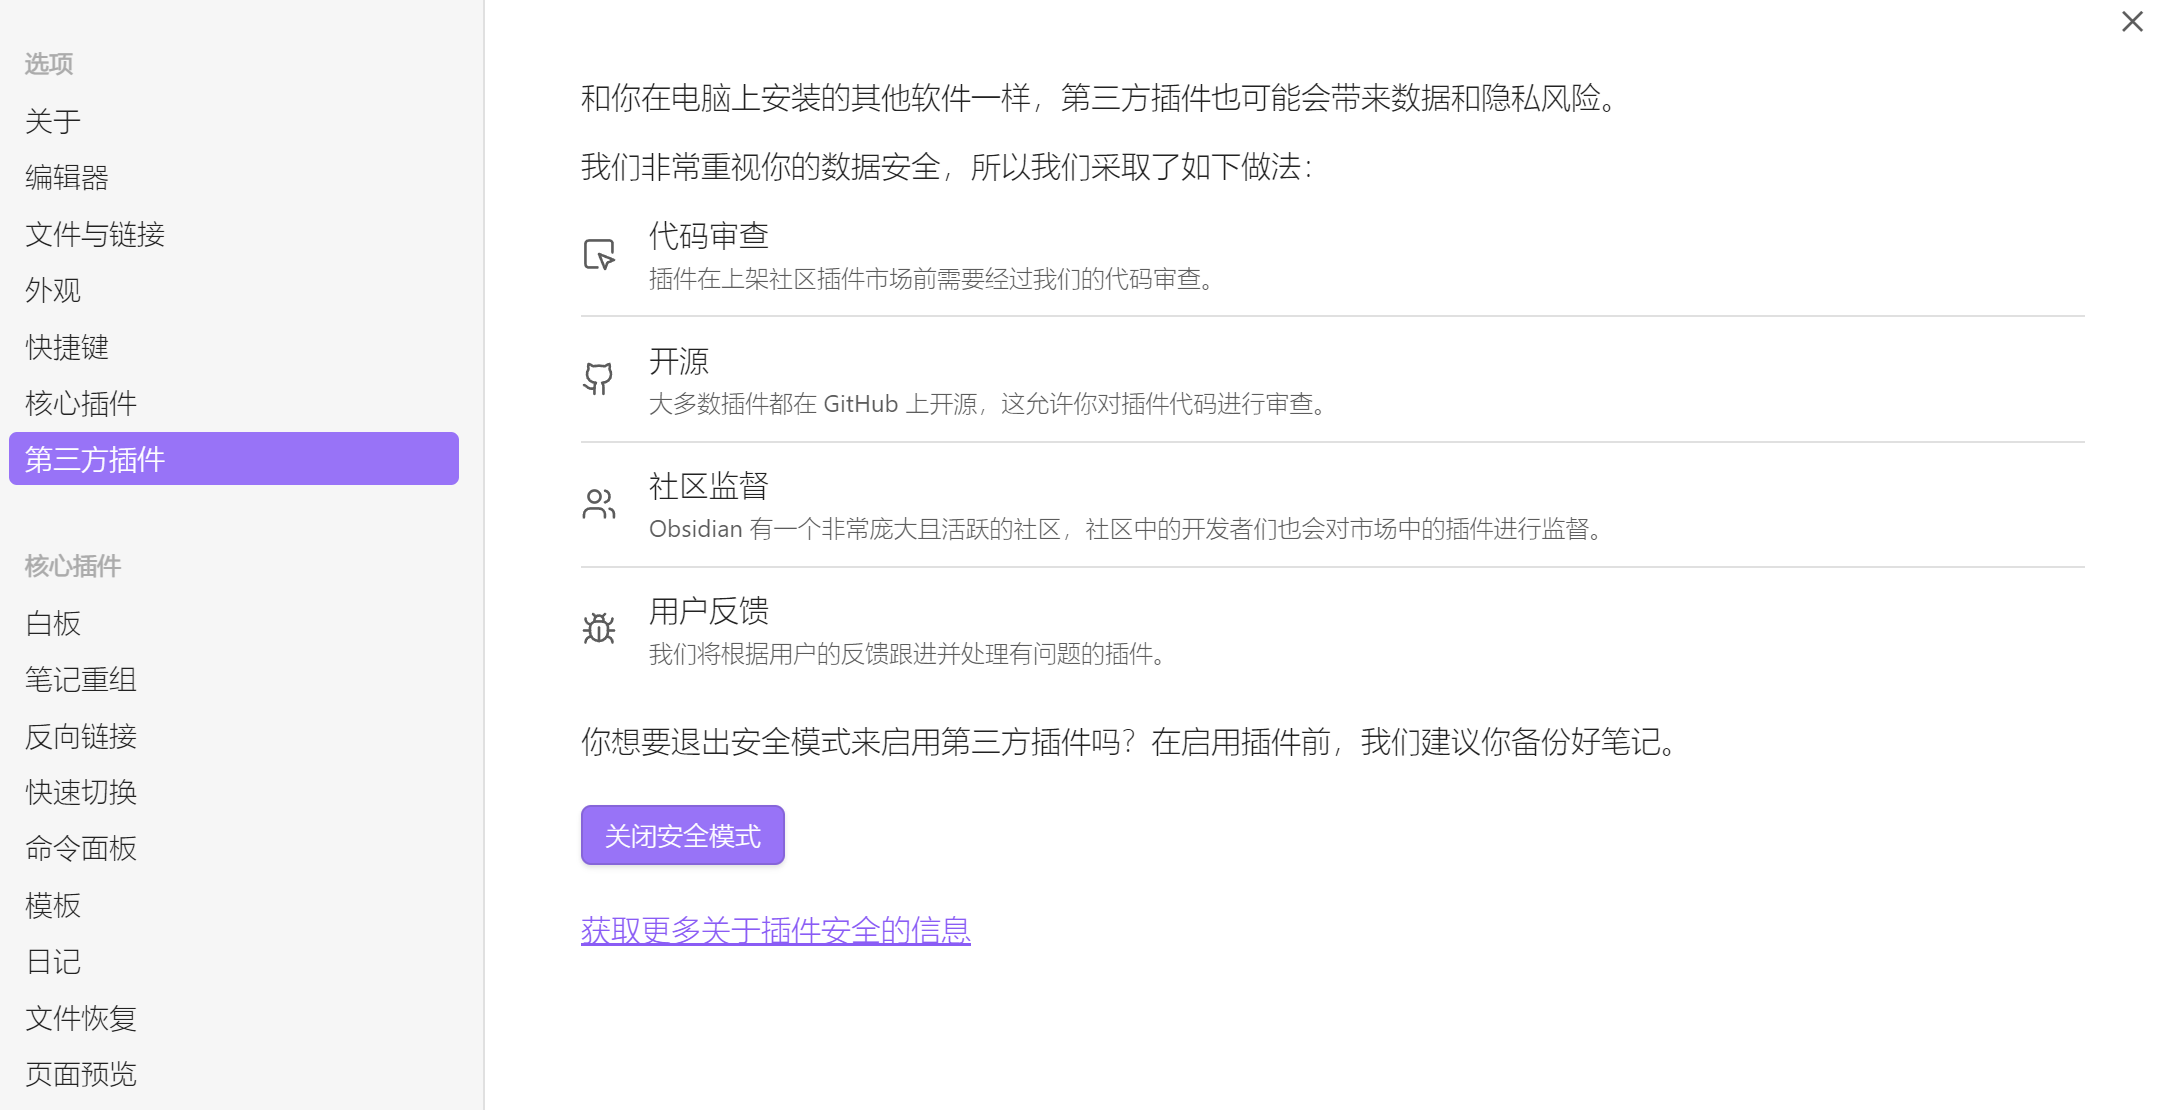 选项
关于
编辑器
文件与链接
外观
快捷键
核心插件
第三方插件
核心插件
白板
笔记重组
反向链接
快速切换
命令面板
模板
日记
文件恢复
页面预览
和你在电脑上安装的其他软件一样，第三方插件也可能会带来数据和隐私风险。
我们非常重视你的数据安全，所以我们采取了如下做法：
代码审查
插件在上架社区插件市场前需要经过我们的代码审查。
开源
大多数插件都在 GitHub 上开源，这允许你对插件代码进行审查。
社区监督
Obsidian 有一个非常庞大且活跃的社区，社区中的开发者们也会对市场中的插件进行监督。
用户反馈
我们将根据用户的反馈跟进并处理有问题的插件。
你想要退出安全模式来启用第三方插件吗？在启用插件前，我们建议你备份好笔记。
关闭安全模式
获取更多关于插件安全的信息